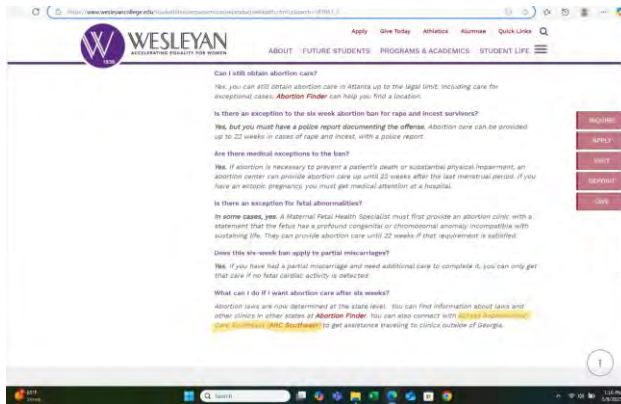 https://www.wesleyancollege.edu/
Apply Give Today Athletics Alumnae Quick Links
WESLEYAN
ACCELERATING EQUALITY FOR WOMEN
W
1836
ABOUT FUTURE STUDENTS PROGRAMS & ACADEMICS STUDENT LIFE
Can I still obtain abortion care?
Yes, you can still obtain abortion care in Atlanta up to the legal limit. Including care for
exceptional cases. Abortion Finder can help you find a location.
Is there an exception to the six week abortion ban for rape and incest survivors?
Yes, but you must have a police report documenting the offense. Abortion care can be provided
up to 22 weeks in cases of rape and incest, with a police report.
Are there medical exceptions to the ban?
Yes. If abortion is necessary to prevent a patient's death or substantial physical impairment, an
abortion center can provide abortion care up until 22 weeks after the last menstrual period. If you
have an ectopic pregnancy, you must get medical attention at a hospital.
Is there an exception for fetal abnormalities?
In some cases, yes. A Maternal Fetal Health Specialist must first provide an abortion clinic with a
statement that the fetus has a profound congenital or chromosomal anomaly incompatible with
sustaining life. They can provide abortion care until 22 weeks if that requirement is satisfied.
Does this six-week ban apply to partial miscarriages?
Yes. If you have had a partial miscarriage and need additional care to complete it, you can only get
that care if no fetal cardiac activity is detected.
What can I do if I want abortion care after six weeks?
Abortion laws are now determined at the state level. You can find information about laws and
other clinics in other states at Abortion Finder. You can also connect with
Care Southeast (ARC Southeast) to get assistance traveling to clinics outside of Georgia.
INQUIRE
APPLY
VISIT
DEPOSIT
GIVE
Search